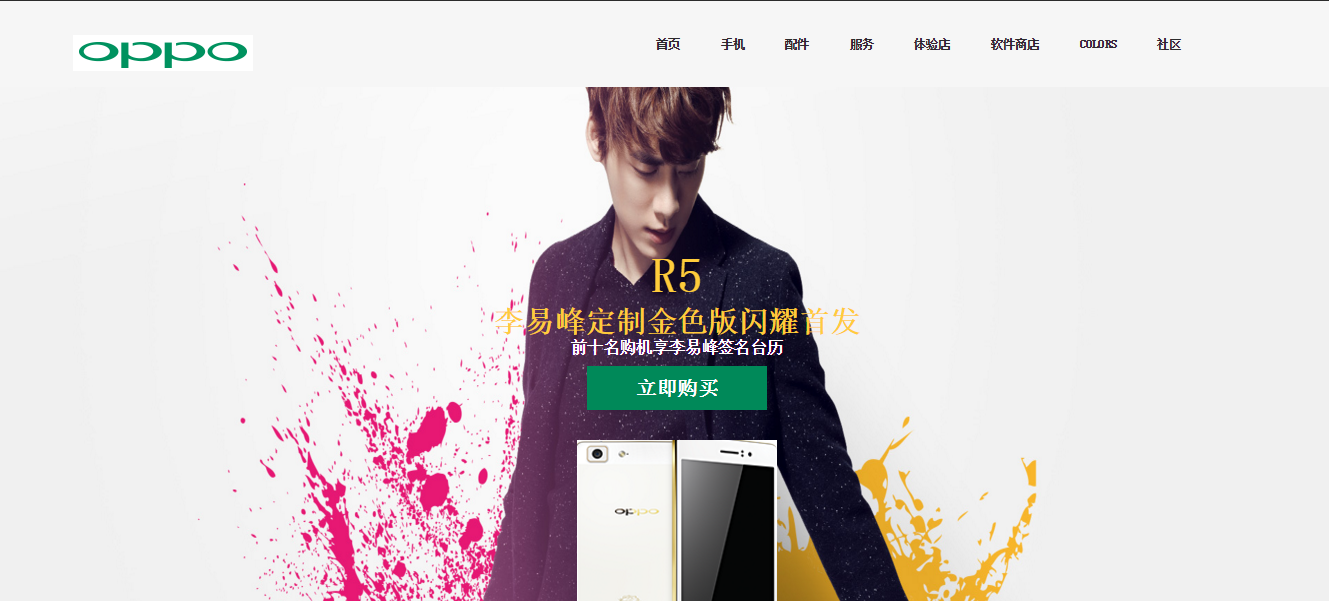 oppo
首页 手机 配件 服务 体验店 软件商店 COLORS 社区
R5
李易峰定制金色版闪耀首发
前十名购机享李易峰签名台历
立即购买
oppo